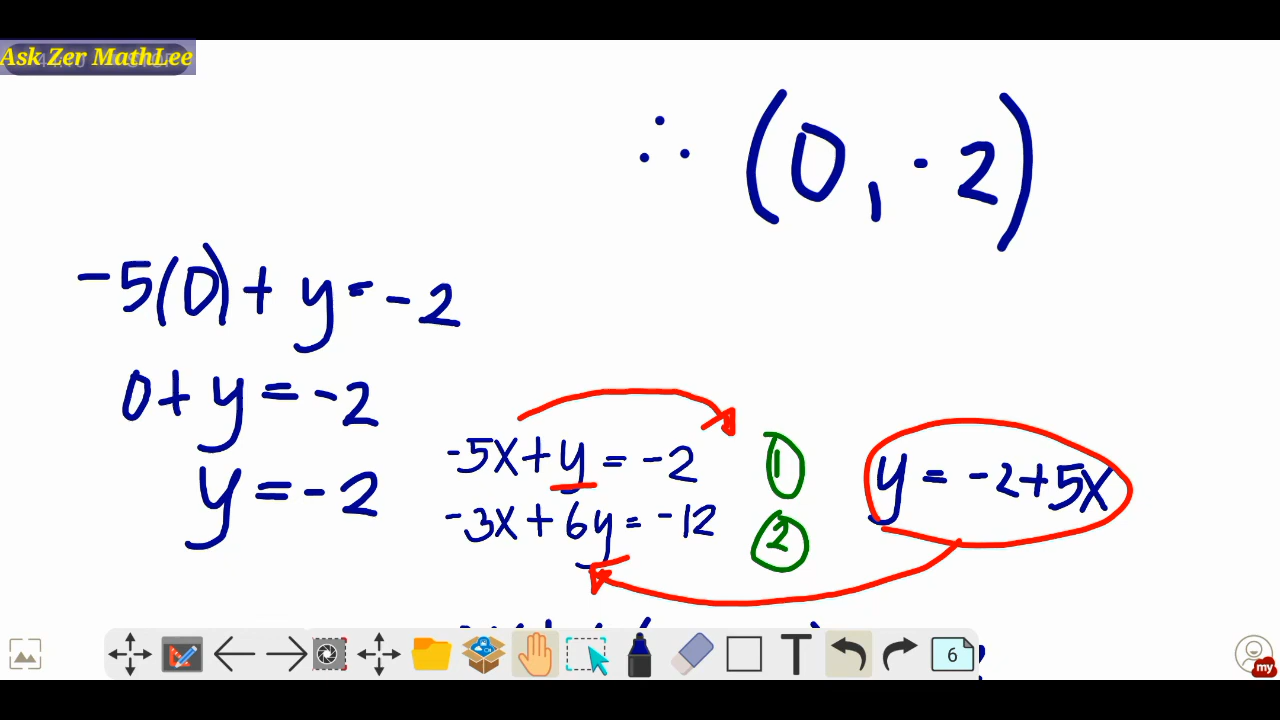 Ask Zer MathLee
∴ (0, -2)
-5(0) + y = -2
0 + y = -2
y = -2
-5x + y = -2 ①
-3x + 6y = -12 ②
y = -2 + 5x
T
6
my